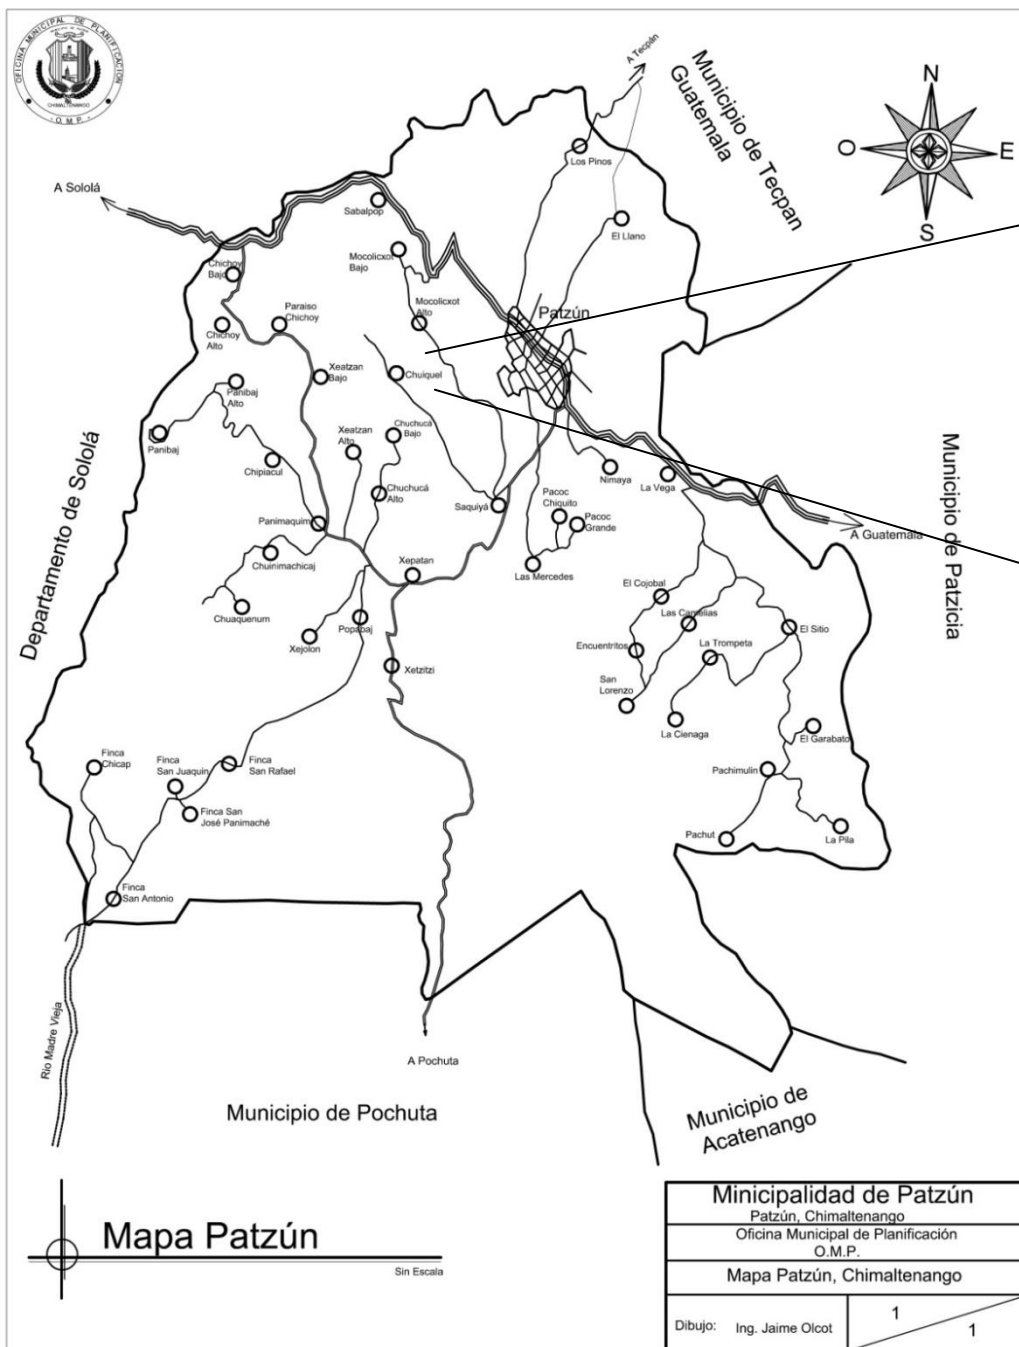 OFICINA MUNICIPAL DE PLANIFICACION
CHIMALTENANGO
- O.M.P. -
A Tecpán
Municipio de Tecpan
Guatemala
N
O
E
S
Los Pinos
A Sololá
Sabalpop
El Llano
Mocolicxot
Bajo
Chichoy
Bajo
Paraiso
Chichoy
Mocolicxot
Alto
Patzún
Chichoy
Alto
Xeatzan
Bajo
Chuiquel
Panibaj
Alto
Chuchucá
Bajo
Xeatzan
Alto
Panibaj
Chipiacul
Nimaya
La Vega
Chuchucá
Alto
Saquiyá
Pacoc
Chiquito
Pacoc
Grande
Panimaquim
A Guatemala
Municipio de Patzicia
Departamento de Sololá
Chuinimachicaj
Xepatan
Las Mercedes
El Cojobal
Las Camelias
Chuaquenum
Popabaj
El Sitio
Xejolon
Encuentritos
La Trompeta
Xetzitzi
San
Lorenzo
La Cienaga
El Garabato
Finca
Chicap
Finca
San Juaquin
Finca
San Rafael
Pachimulin
Finca San
José Panimaché
Pachut
La Pila
Finca
San Antonio
Río Madre Vieja
A Pochuta
Municipio de Pochuta
Municipio de
Acatenango
Mapa Patzún
Sin Escala
Minicipalidad de Patzún
Patzún, Chimaltenango
Oficina Municipal de Planificación
O.M.P.
Mapa Patzún, Chimaltenango
Dibujo: Ing. Jaime Olcot
1
1